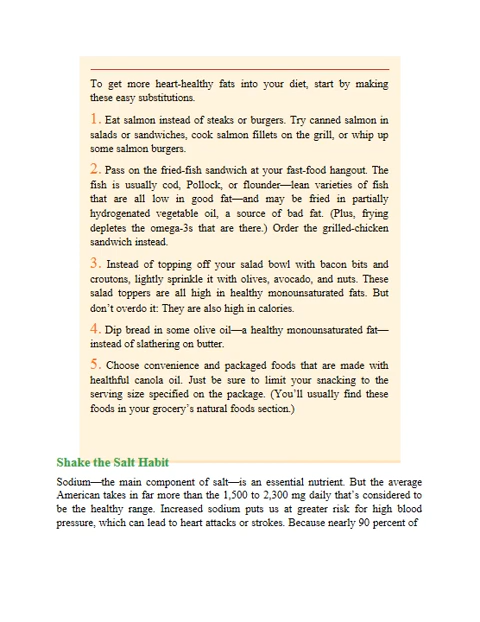 To get more heart-healthy fats into your diet, start by making
these easy substitutions.
1. Eat salmon instead of steaks or burgers. Try canned salmon in
salads or sandwiches, cook salmon fillets on the grill, or whip up
some salmon burgers.
2. Pass on the fried-fish sandwich at your fast-food hangout. The
fish is usually cod, Pollock, or flounder—lean varieties of fish
that are all low in good fat—and may be fried in partially
hydrogenated vegetable oil, a source of bad fat. (Plus, frying
depletes the omega-3s that are there.) Order the grilled-chicken
sandwich instead.
3. Instead of topping off your salad bowl with bacon bits and
croutons, lightly sprinkle it with olives, avocado, and nuts. These
salad toppers are all high in healthy monounsaturated fats. But
don’t overdo it: They are also high in calories.
4. Dip bread in some olive oil—a healthy monounsaturated fat—
instead of slathering on butter.
5. Choose convenience and packaged foods that are made with
healthful canola oil. Just be sure to limit your snacking to the
serving size specified on the package. (You’ll usually find these
foods in your grocery’s natural foods section.)
Shake the Salt Habit
Sodium—the main component of salt—is an essential nutrient. But the average
American takes in far more than the 1,500 to 2,300 mg daily that’s considered to
be the healthy range. Increased sodium puts us at greater risk for high blood
pressure, which can lead to heart attacks or strokes. Because nearly 90 percent of